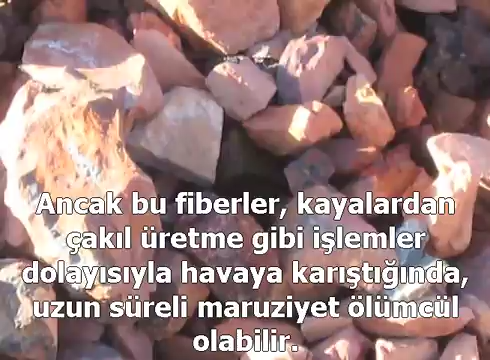 Ancak bu fiberler, kayalardan
çakıl üretme gibi işlemler
dolayısıyla havaya karıştığında,
uzun süreli maruziyet ölümcül
olabilir.